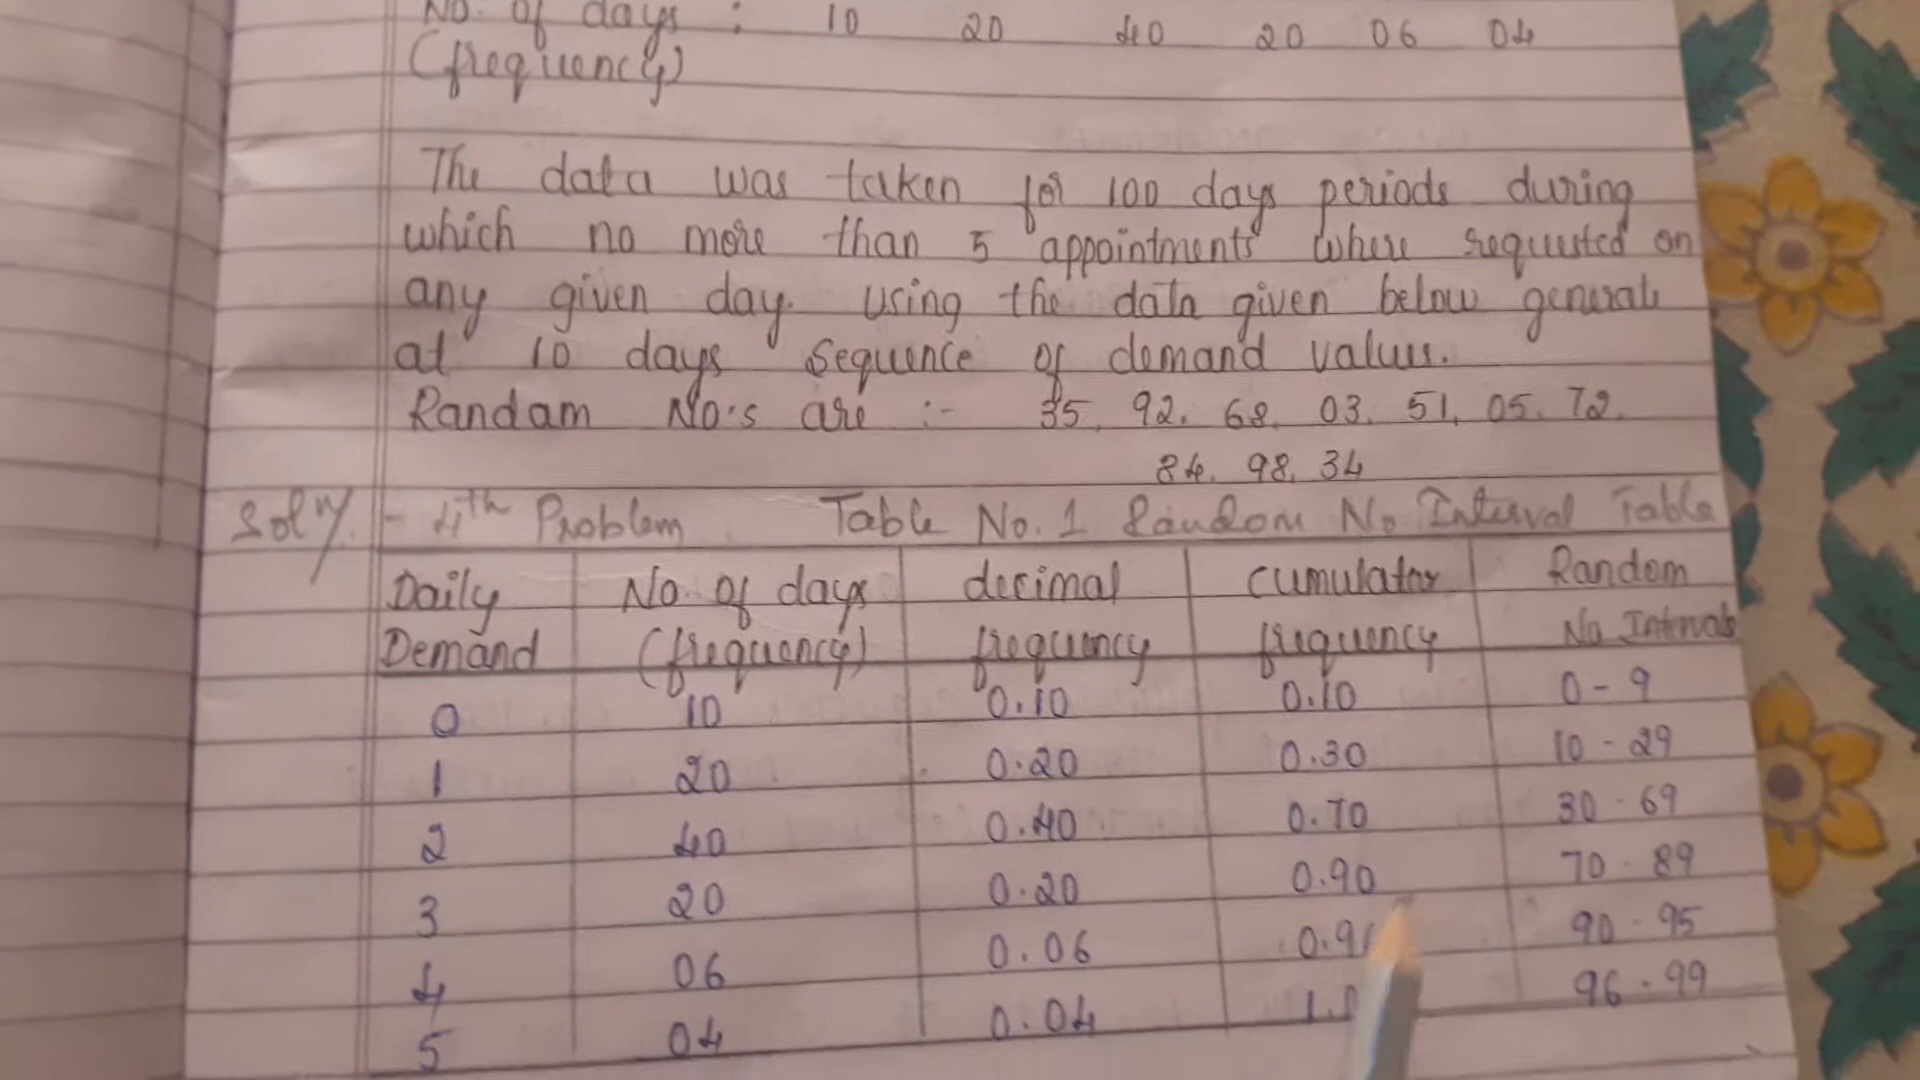 No. of days : 10 20 40 20 06 04
(frequency)
The data was taken for 100 days periods during
which no more than 5 appointments where requested on
any given day. Using the data given below generate
at 10 days sequence of demand values.
Randam No's are :- 35, 92, 68, 03, 51, 05, 72,
84, 98, 34
Soln/ - 4th Problem Table No. 1 Random No Interval Table
Daily No. of days decimal cumulator Random
Demand (frequency) frequency frequency No Intervals
0 10 0.10 0.10 0-9
1 20 0.20 0.30 10-29
2 40 0.40 0.70 30-69
3 20 0.20 0.90 70-89
4 06 0.06 90-95
5 04 0.04 96-99